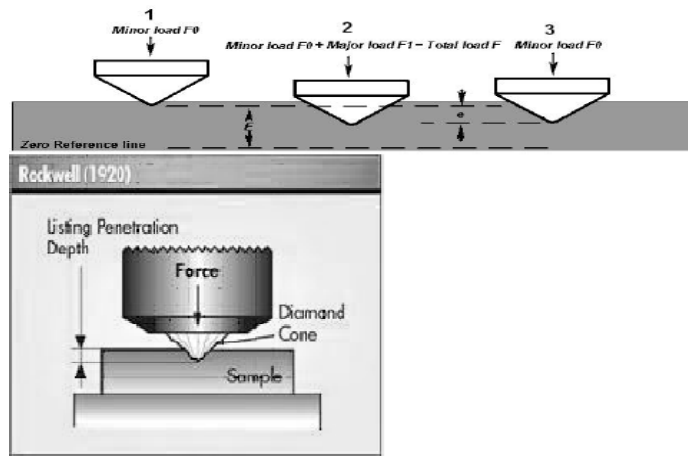 1
Minor load F0
2
Minor load F0 + Major load F1 = Total load F
3
Minor load F0
E
e
Zero Reference line
Rockwell (1920)
Listing Penetration
Depth
Force
Diamond
Cone
Sample